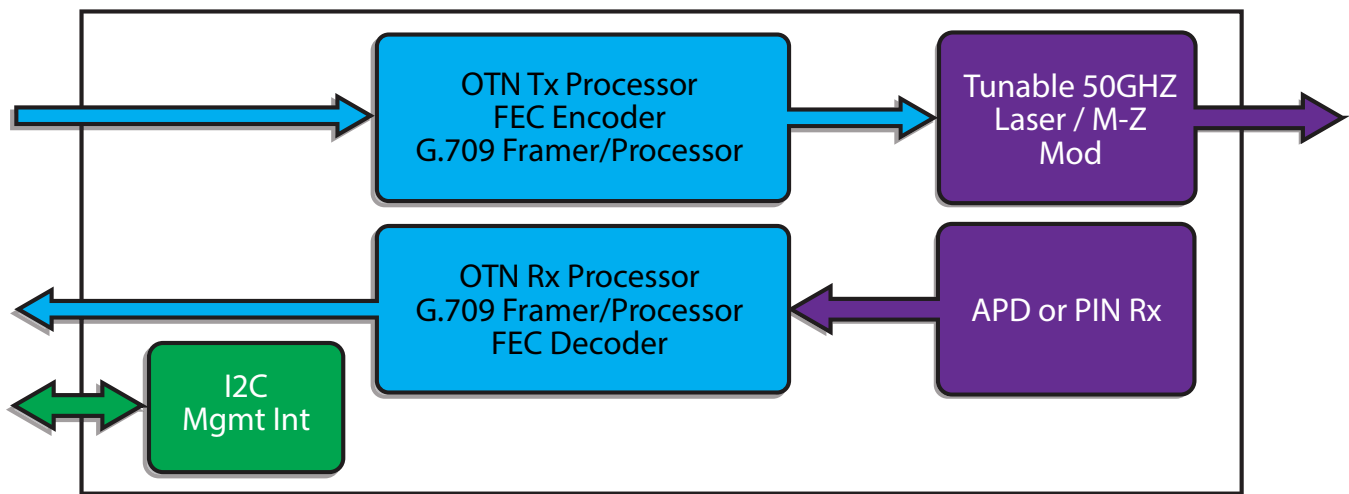 OTN Tx Processor
FEC Encoder
G.709 Framer/Processor
Tunable 50GHZ
Laser / M-Z
Mod
OTN Rx Processor
G.709 Framer/Processor
FEC Decoder
APD or PIN Rx
I2C
Mgmt Int